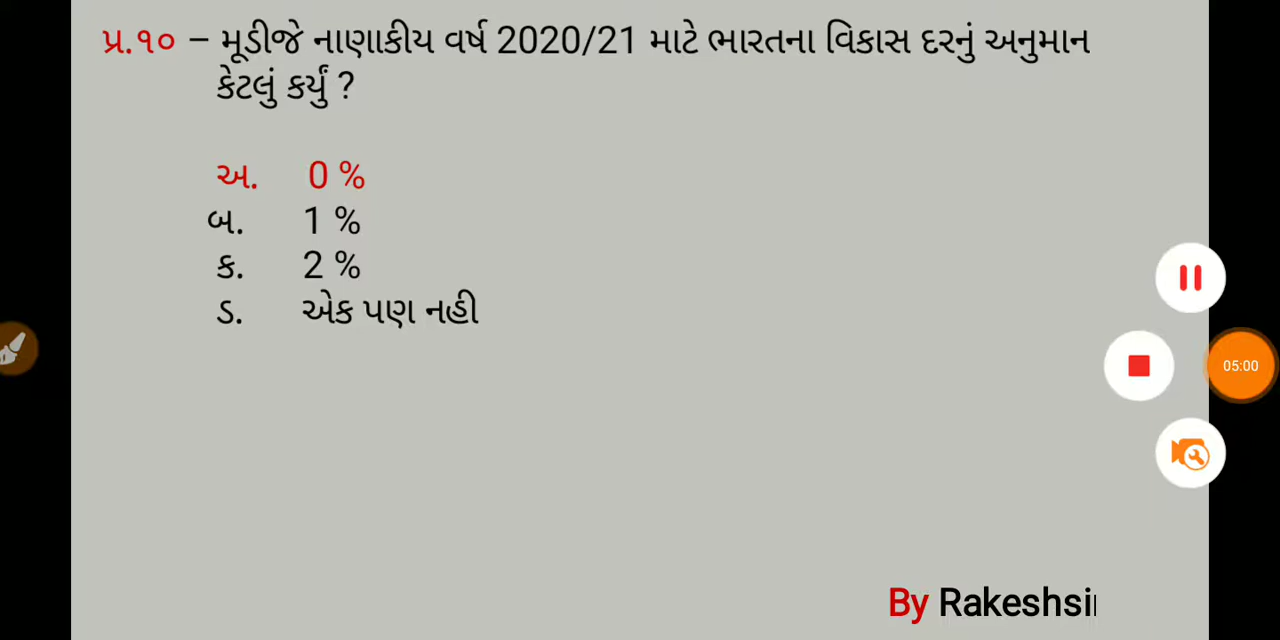 પ્ર.૧૦ – મૂડીજે નાણાકીય વર્ષ 2020/21 માટે ભારતના વિકાસ દરનું અનુમાન
કેટલું કર્યું ?
અ. 0 %
બ. 1 %
ક. 2 %
ડ. એક પણ નહી
05:00
By Rakeshsi